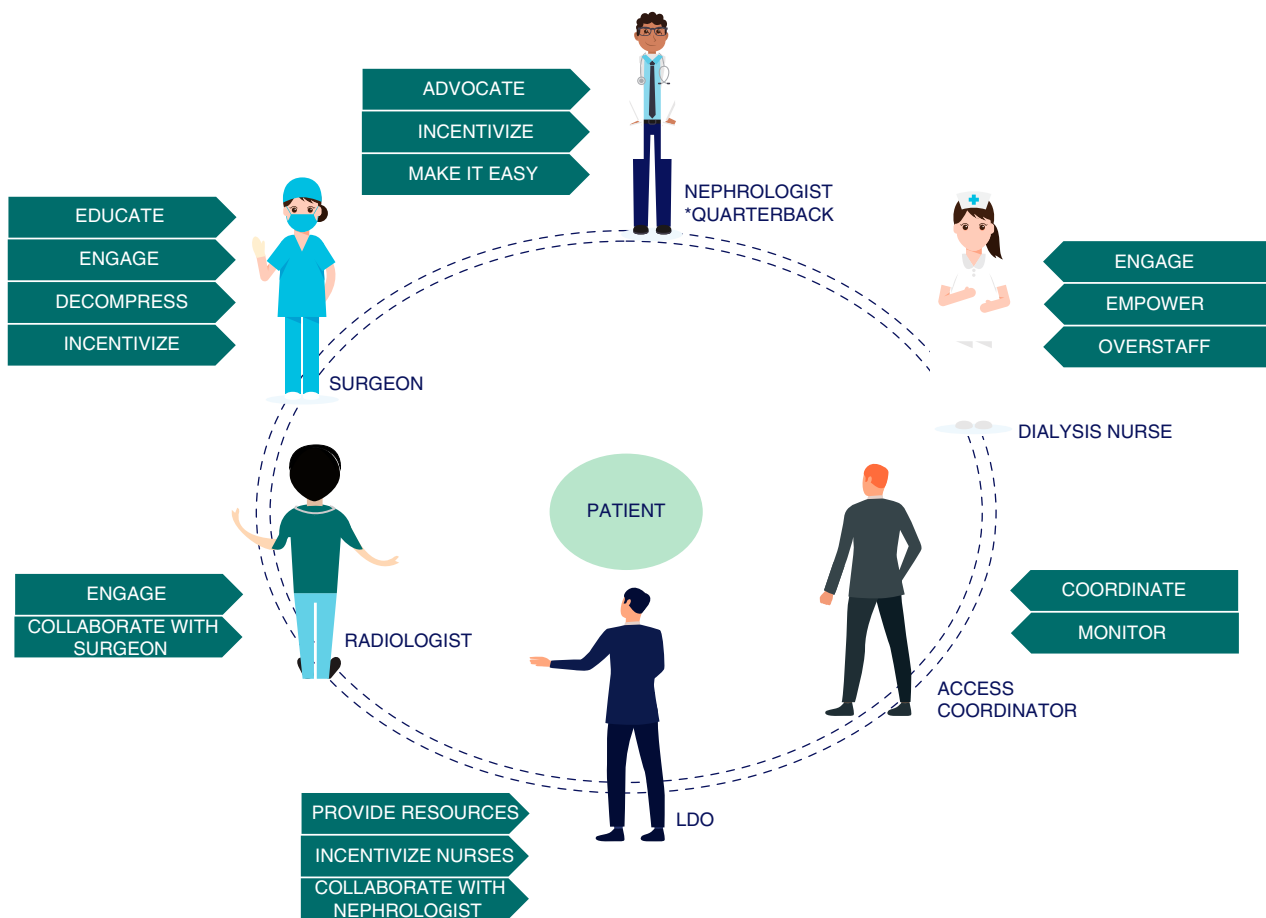 ADVOCATE
INCENTIVIZE
MAKE IT EASY
NEPHROLOGIST
*QUARTERBACK
EDUCATE
ENGAGE
DECOMPRESS
INCENTIVIZE
SURGEON
ENGAGE
EMPOWER
OVERSTAFF
DIALYSIS NURSE
PATIENT
ENGAGE
COLLABORATE WITH
SURGEON
RADIOLOGIST
COORDINATE
MONITOR
ACCESS
COORDINATOR
PROVIDE RESOURCES
INCENTIVIZE NURSES
COLLABORATE WITH
NEPHROLOGIST
LDO